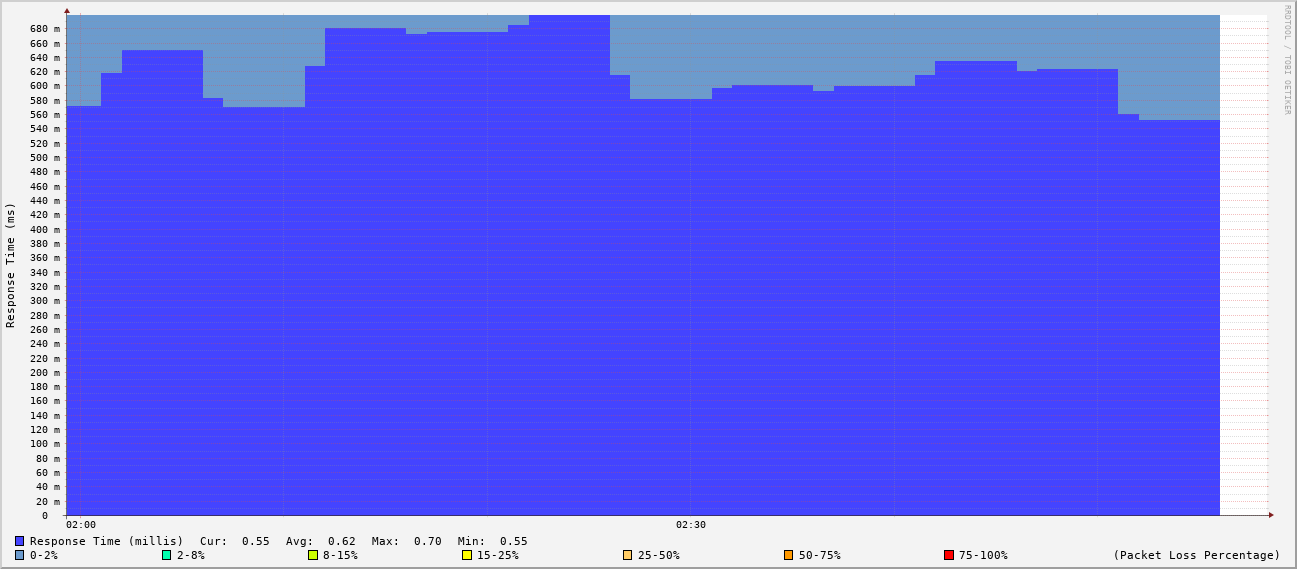 RRDTOOL / TOBI OETIKER
Response Time (ms)
680 m
660 m
640 m
620 m
600 m
580 m
560 m
540 m
520 m
500 m
480 m
460 m
440 m
420 m
400 m
380 m
360 m
340 m
320 m
300 m
280 m
260 m
240 m
220 m
200 m
180 m
160 m
140 m
120 m
100 m
80 m
60 m
40 m
20 m
0
02:00 02:30
Response Time (millis) Cur: 0.55 Avg: 0.62 Max: 0.70 Min: 0.55
0-2% 2-8% 8-15% 15-25% 25-50% 50-75% 75-100% (Packet Loss Percentage)